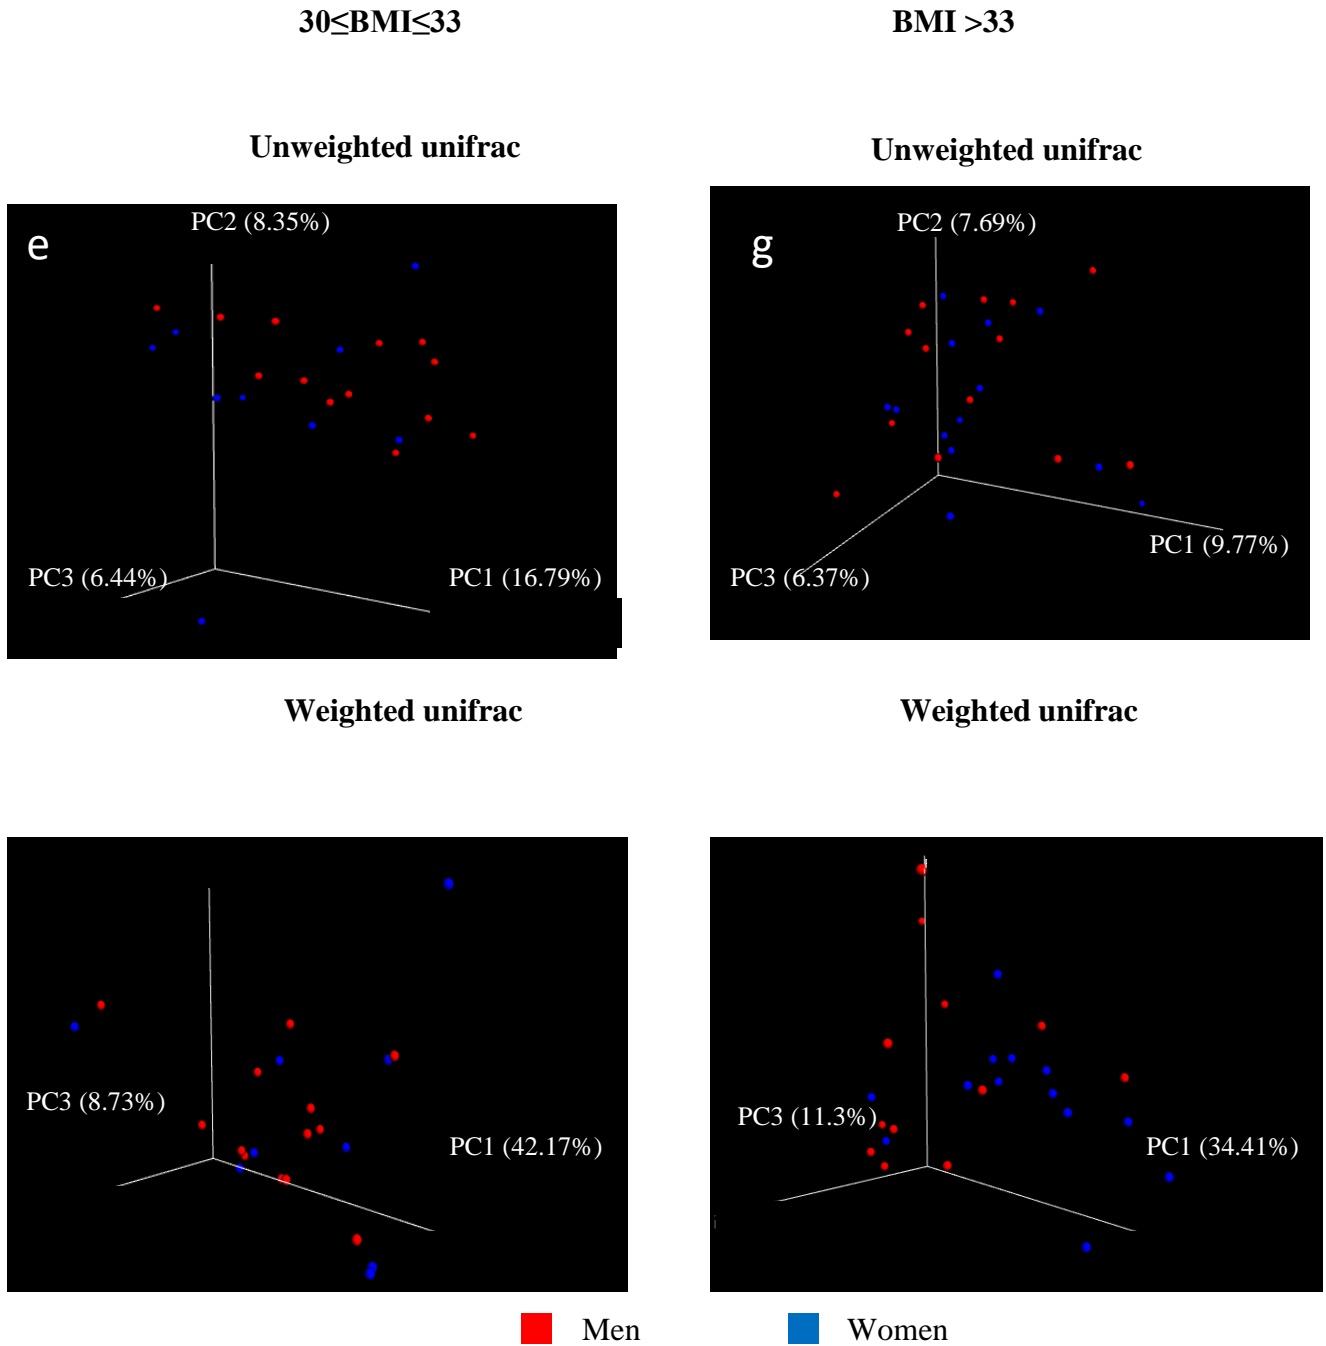 30≤BMI≤33
BMI >33
Unweighted unifrac
Unweighted unifrac
e
PC2 (8.35%)
PC3 (6.44%)
PC1 (16.79%)
g
PC2 (7.69%)
PC3 (6.37%)
PC1 (9.77%)
Weighted unifrac
Weighted unifrac
PC3 (8.73%)
PC1 (42.17%)
PC3 (11.3%)
PC1 (34.41%)
Men
Women